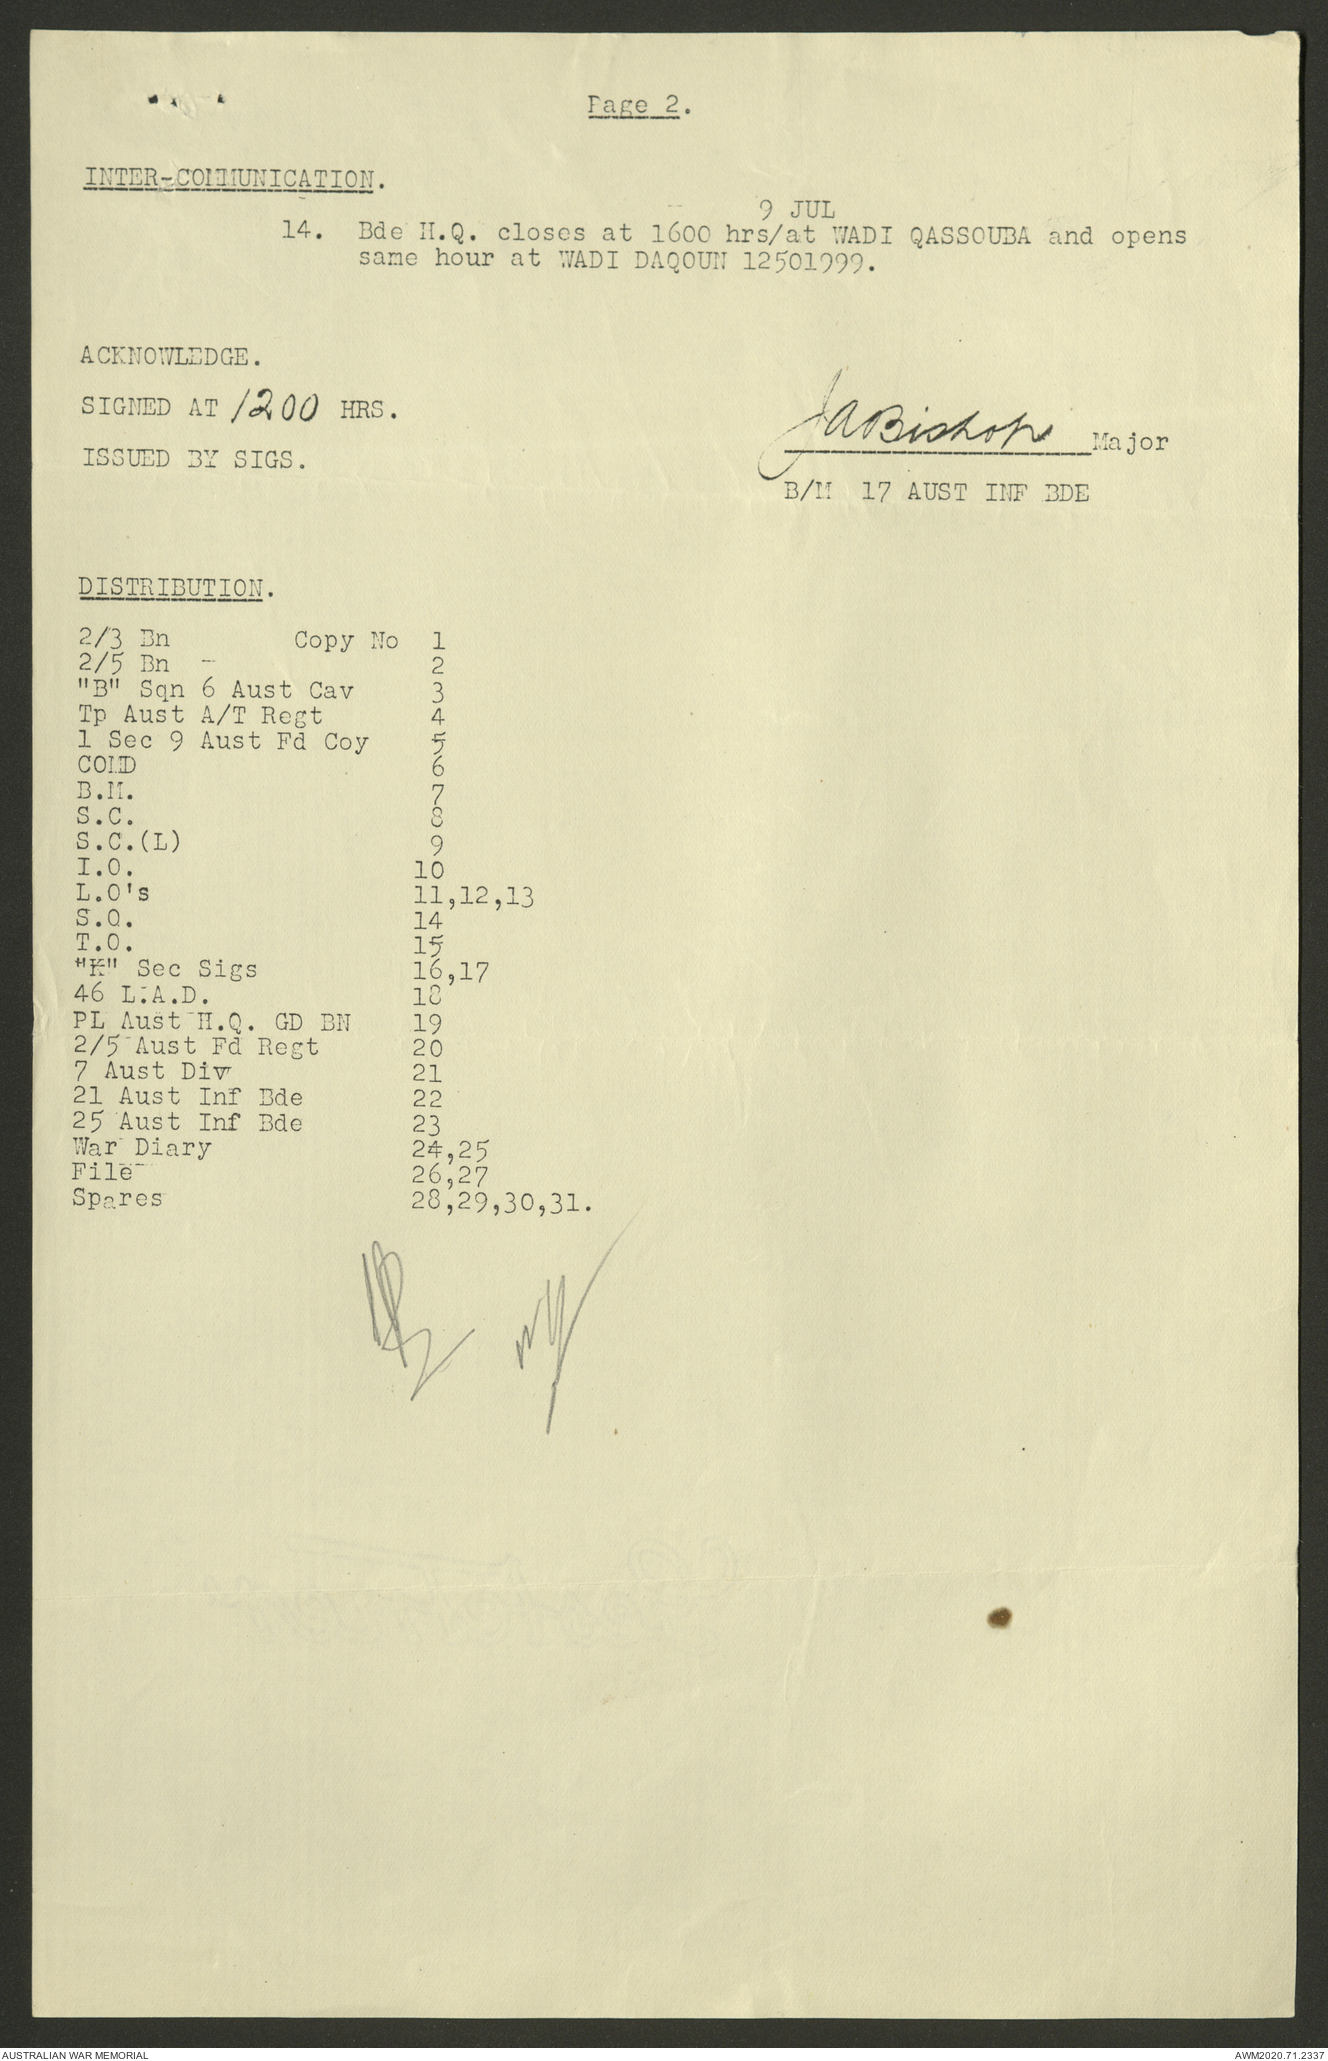 Page 2.
INTER-COMMUNICATION.
9 JUL
14. Bde H.Q. closes at 1600 hrs/at WADI QASSOUBA and opens
same hour at WADI DAQOUN 12501999.
ACKNOWLEDGE.
SIGNED AT 1200 HRS.
JABishop Major
ISSUED BY SIGS.
B/M 17 AUST INF BDE
DISTRIBUTION.
2/3 Bn Copy No 1
2/5 Bn - 2
"B" Sqn 6 Aust Cav 3
Tp Aust A/T Regt 4
1 Sec 9 Aust Fd Coy 5
COMD 6
B.M. 7
S.C. 8
S.C.(L) 9
I.O. 10
L.O's 11,12,13
S.O. 14
T.O. 15
"K" Sec Sigs 16,17
46 L.A.D. 18
PL Aust H.Q. GD BN 19
2/5 Aust Fd Regt 20
7 Aust Div 21
21 Aust Inf Bde 22
25 Aust Inf Bde 23
War Diary 24,25
File 26,27
Spares 28,29,30,31.
AUSTRALIAN WAR MEMORIAL AWM2020.71.2337